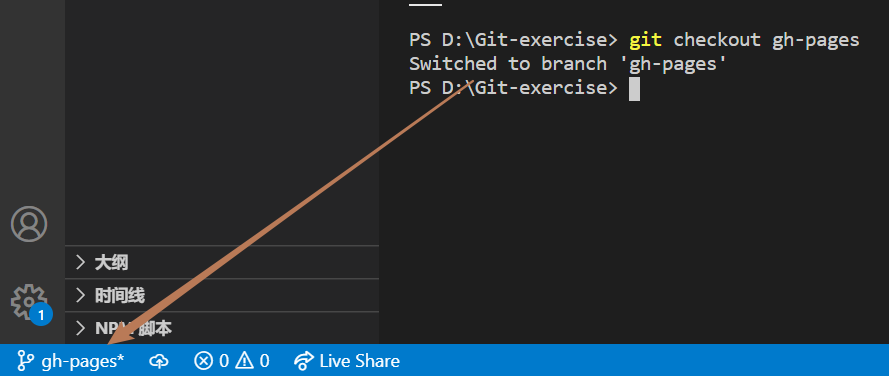 PS D:\Git-exercise> git checkout gh-pages
Switched to branch 'gh-pages'
PS D:\Git-exercise>
大纲
时间线
NPM 脚本
1
gh-pages* 0 0 Live Share